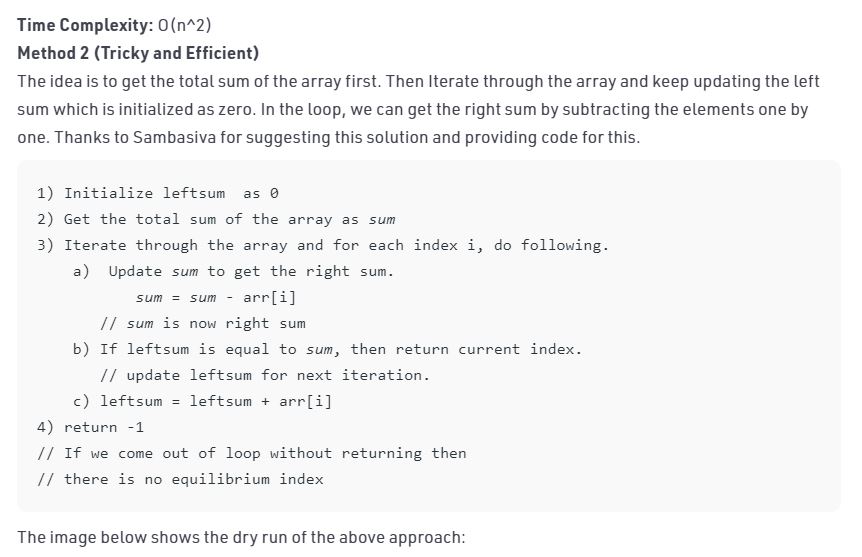 Time Complexity: O(n^2)
Method 2 (Tricky and Efficient)
The idea is to get the total sum of the array first. Then Iterate through the array and keep updating the left
sum which is initialized as zero. In the loop, we can get the right sum by subtracting the elements one by
one. Thanks to Sambasiva for suggesting this solution and providing code for this.
1) Initialize leftsum  as 0
2) Get the total sum of the array as sum
3) Iterate through the array and for each index i, do following.
    a)  Update sum to get the right sum.
           sum = sum - arr[i]
       // sum is now right sum
    b) If leftsum is equal to sum, then return current index.
       // update leftsum for next iteration.
    c) leftsum = leftsum + arr[i]
4) return -1
// If we come out of loop without returning then
// there is no equilibrium index
The image below shows the dry run of the above approach: